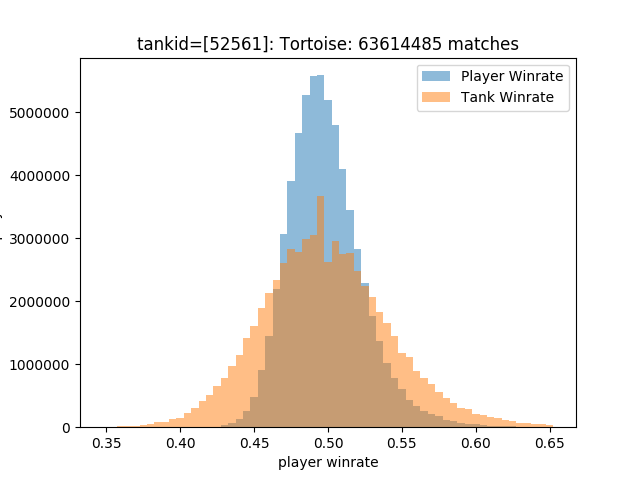 tankid=[52561]: Tortoise: 63614485 matches
Player Winrate
Tank Winrate
5000000
4000000
3000000
2000000
1000000
0
0.35 0.40 0.45 0.50 0.55 0.60 0.65
player winrate